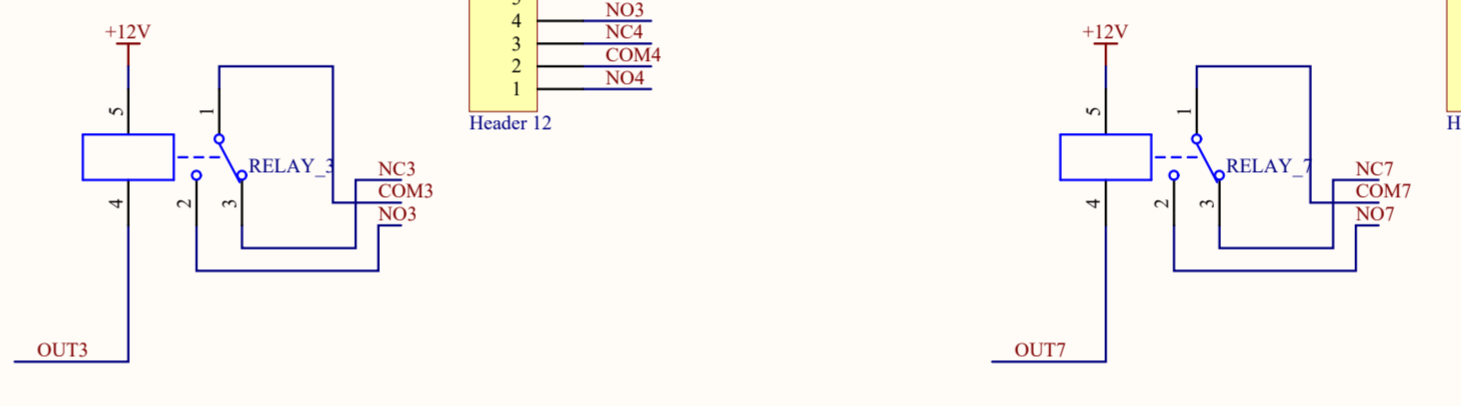 NO3
4
NC4
3
COM4
2
NO4
1
Header 12
+12V
5
1
RELAY_3
NC3
COM3
NO3
4
2
3
OUT3
+12V
5
1
RELAY_7
NC7
COM7
NO7
4
2
3
OUT7
H